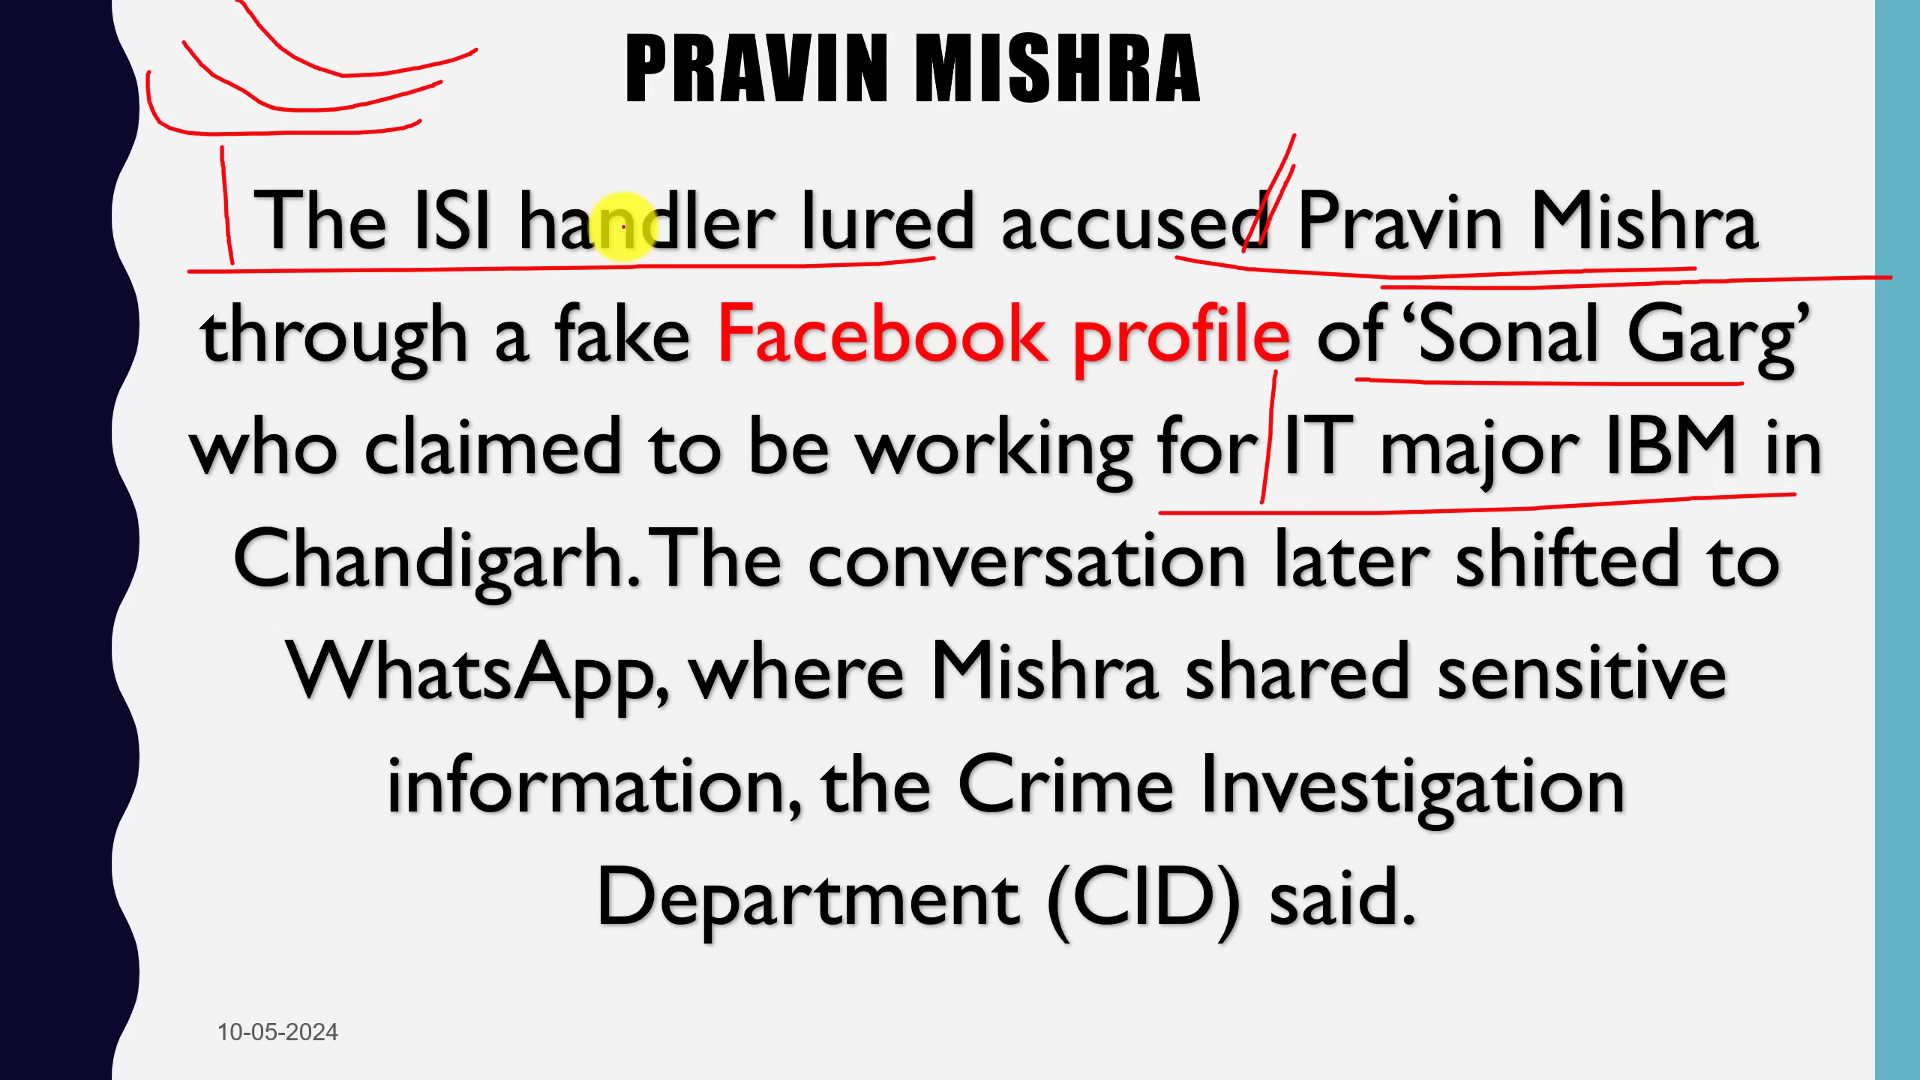 PRAVIN MISHRA
The ISI handler lured accused Pravin Mishra
through a fake Facebook profile of ‘Sonal Garg’
who claimed to be working for IT major IBM in
Chandigarh. The conversation later shifted to
WhatsApp, where Mishra shared sensitive
information, the Crime Investigation
Department (CID) said.
10-05-2024